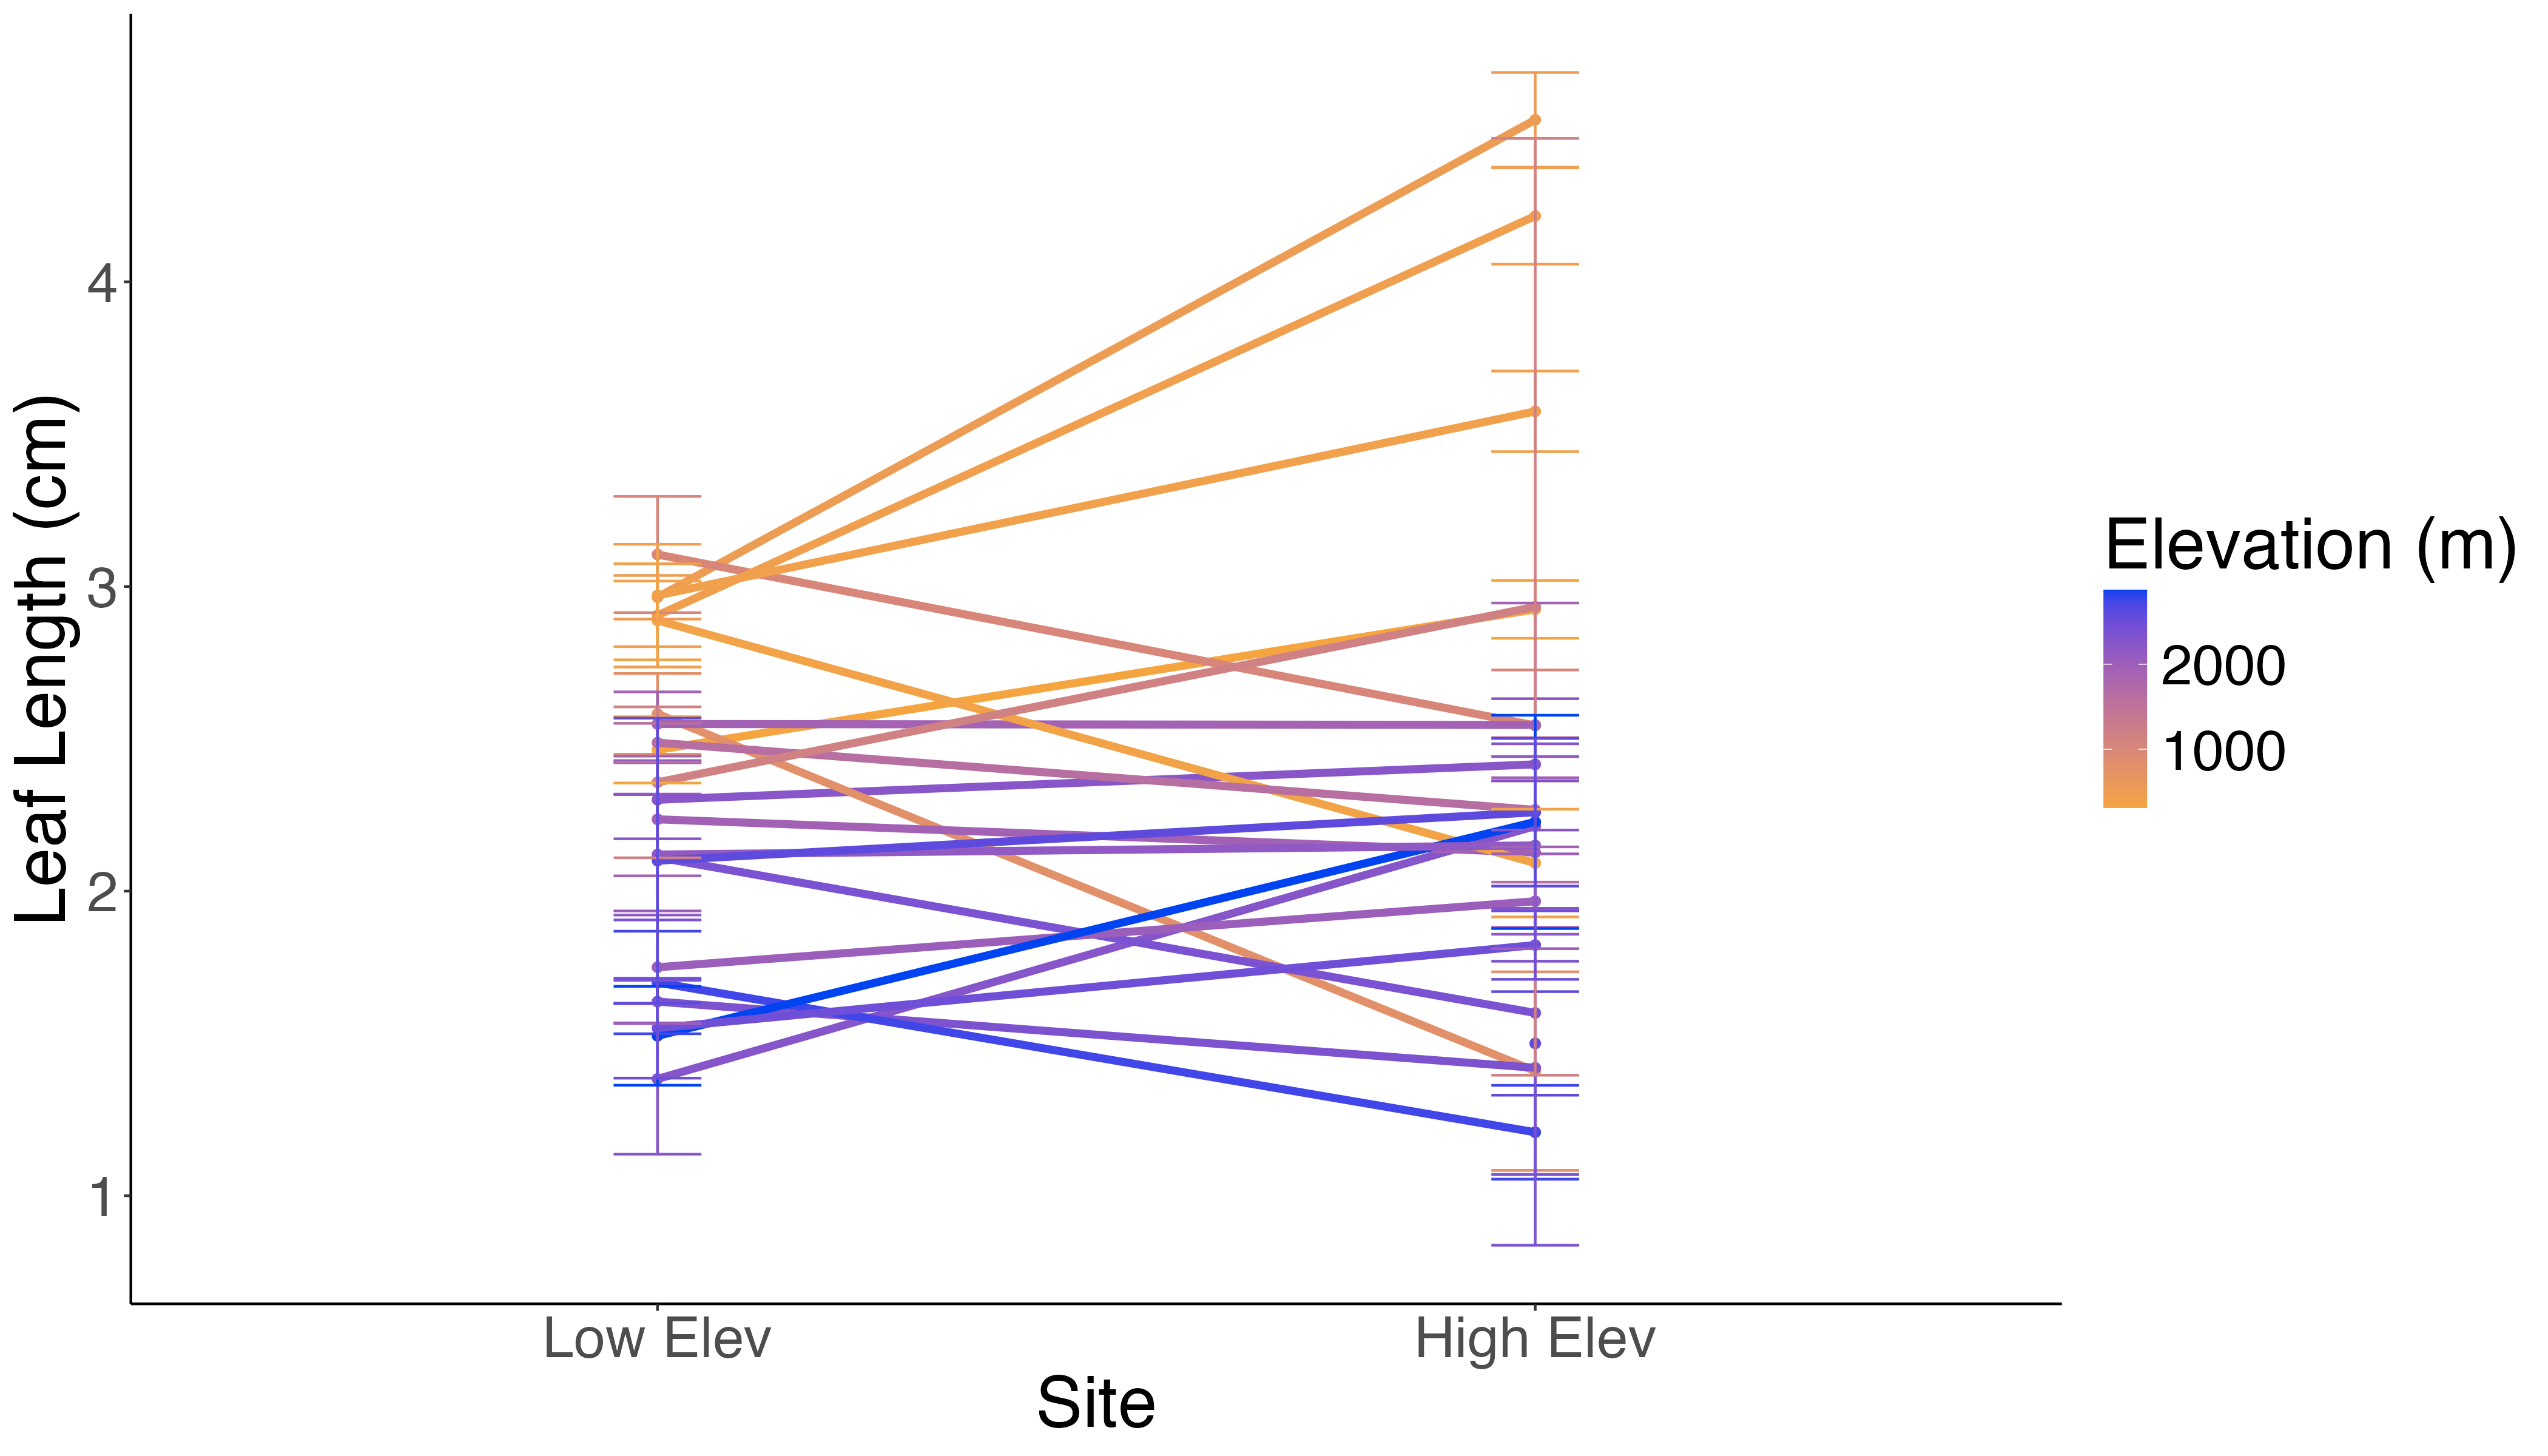 Leaf Length (cm)
4
3
2
1
Low Elev
High Elev
Site
Elevation (m)
2000
1000